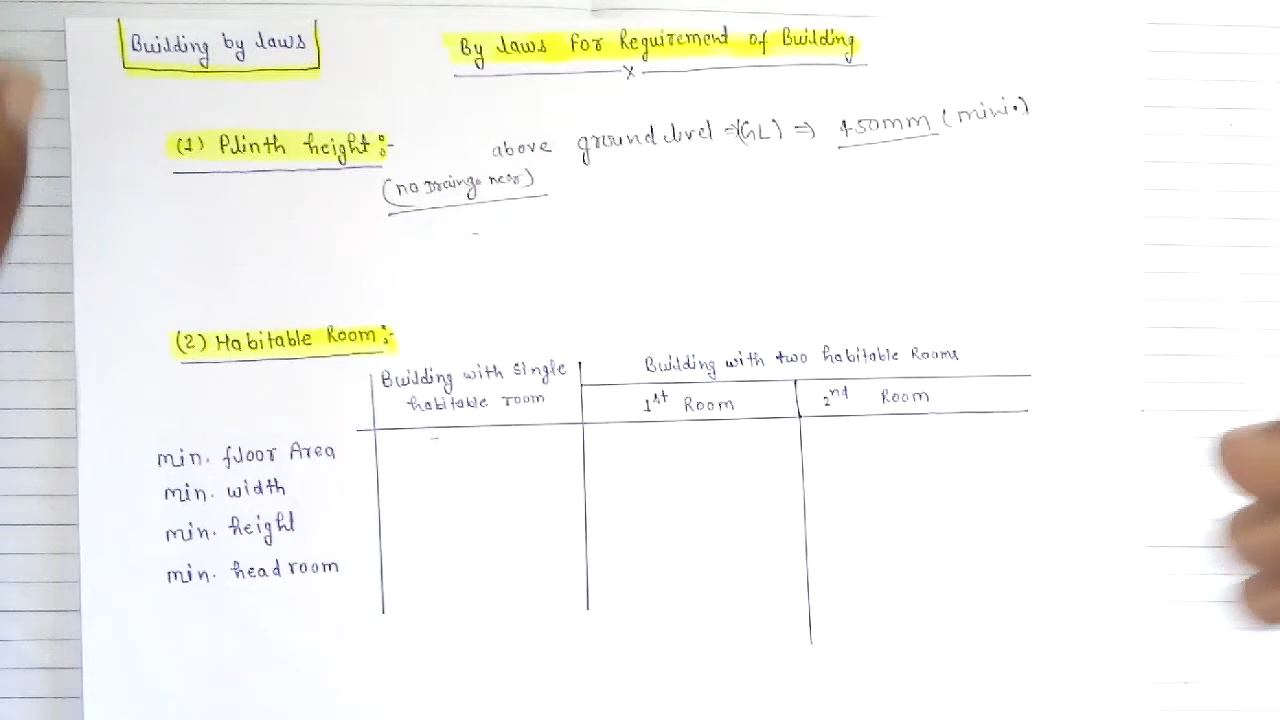 Building by laws
By laws for Requirement of Building
x
(1) Plinth height :- above ground level ⇒ (GL) ⇒ 450mm (mini.)
(no Drainge near)
(2) Habitable Room :-
Building with Single habitable room
Building with two habitable Rooms
1st Room
2nd Room
min. floor Area
min. width
min. height
min. head room